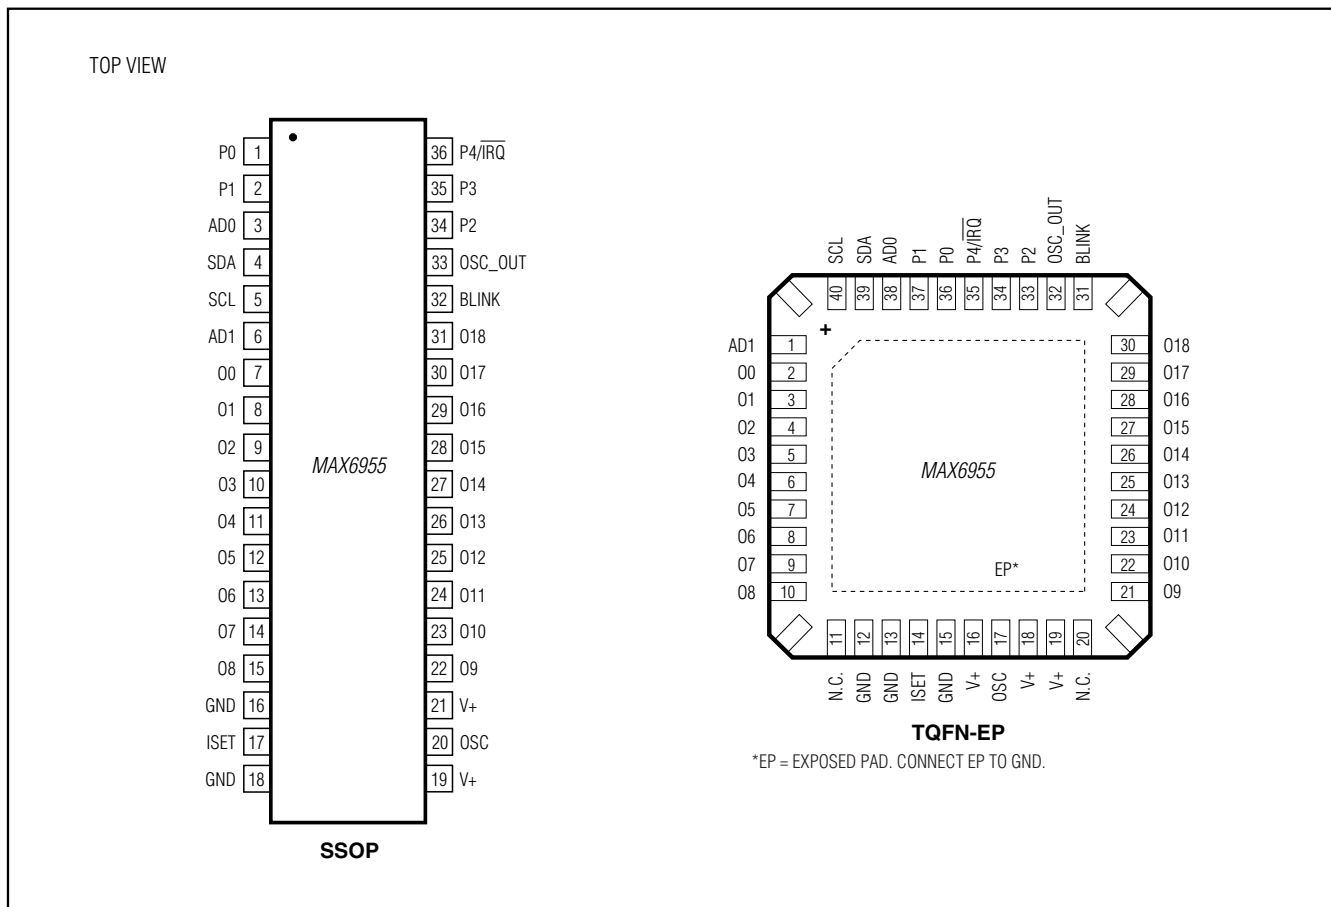 TOP VIEW
P0 1
P1 2
AD0 3
SDA 4
SCL 5
AD1 6
O0 7
O1 8
O2 9
O3 10
O4 11
O5 12
O6 13
O7 14
O8 15
GND 16
ISET 17
GND 18
MAX6955
36 P4/IRQ
35 P3
34 P2
33 OSC_OUT
32 BLINK
31 O18
30 O17
29 O16
28 O15
27 O14
26 O13
25 O12
24 O11
23 O10
22 O9
21 V+
20 OSC
19 V+
SSOP
SCL SDA AD0 P1 P0 P4/IRQ P3 P2 OSC_OUT BLINK
40 39 38 37 36 35 34 33 32 31
+
AD1 1
O0 2
O1 3
O2 4
O3 5
O4 6
O5 7
O6 8
O7 9
O8 10
MAX6955
EP*
30 O18
29 O17
28 O16
27 O15
26 O14
25 O13
24 O12
23 O11
22 O10
21 O9
11 12 13 14 15 16 17 18 19 20
N.C. GND GND ISET GND V+ OSC V+ V+ N.C.
TQFN-EP
*EP = EXPOSED PAD. CONNECT EP TO GND.